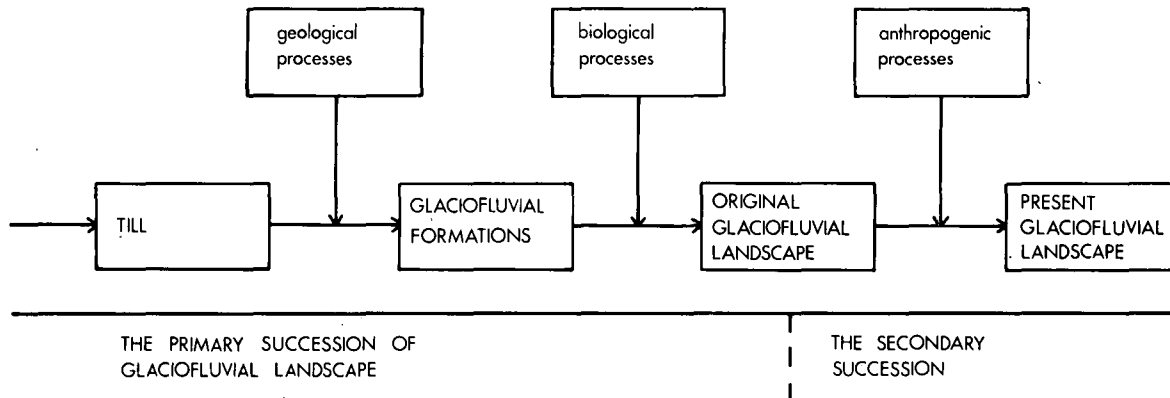 geological
processes
biological
processes
anthropogenic
processes
TILL
GLACIOFLUVIAL
FORMATIONS
ORIGINAL
GLACIOFLUVIAL
LANDSCAPE
PRESENT
GLACIOFLUVIAL
LANDSCAPE
THE PRIMARY SUCCESSION OF
GLACIOFLUVIAL LANDSCAPE
THE SECONDARY
SUCCESSION